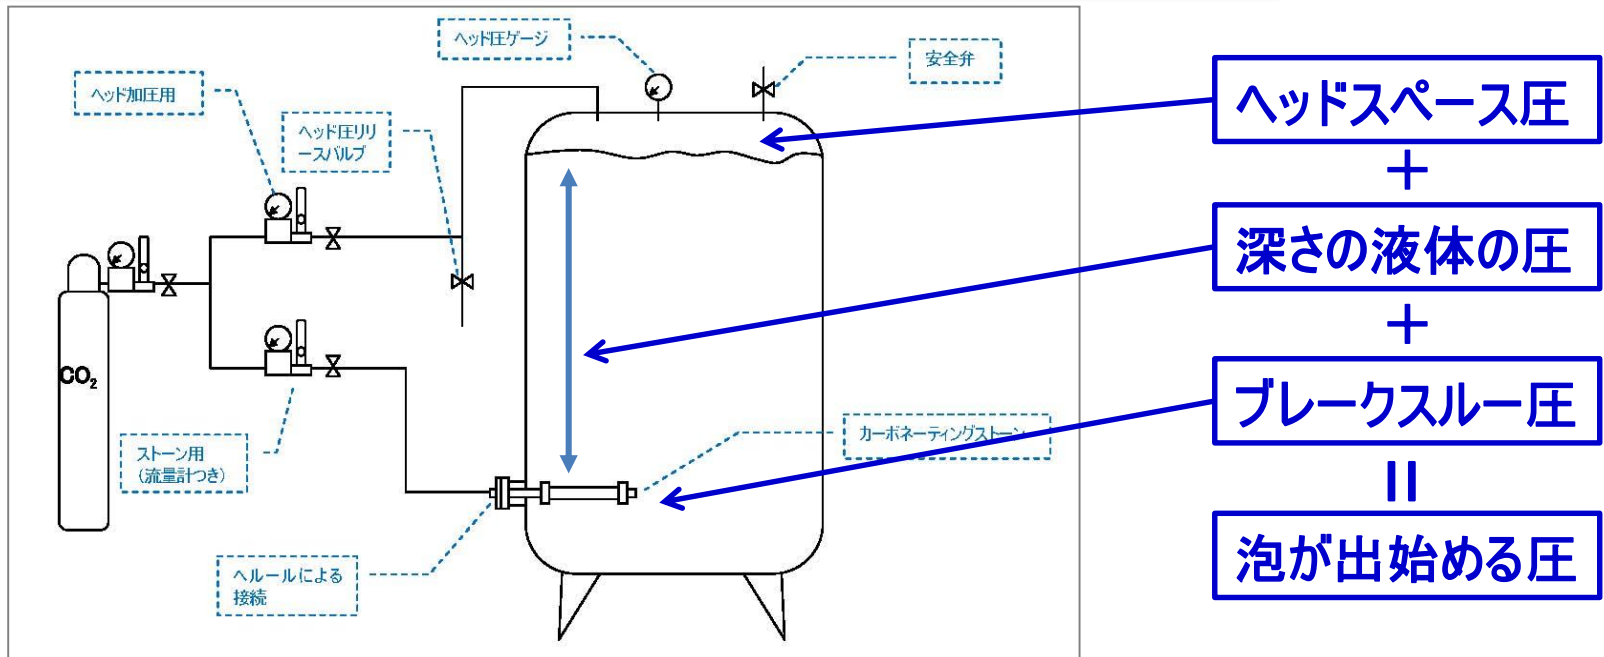 ヘッド圧ゲージ
安全弁
ヘッド加圧用
ヘッド圧リリ
ースバルブ
CO₂
ストーン用
(流量計つき)
カーボネーティングストーン
ヘルールによる
接続
ヘッドスペース圧
＋
深さの液体の圧
＋
ブレークスルー圧
＝
泡が出始める圧